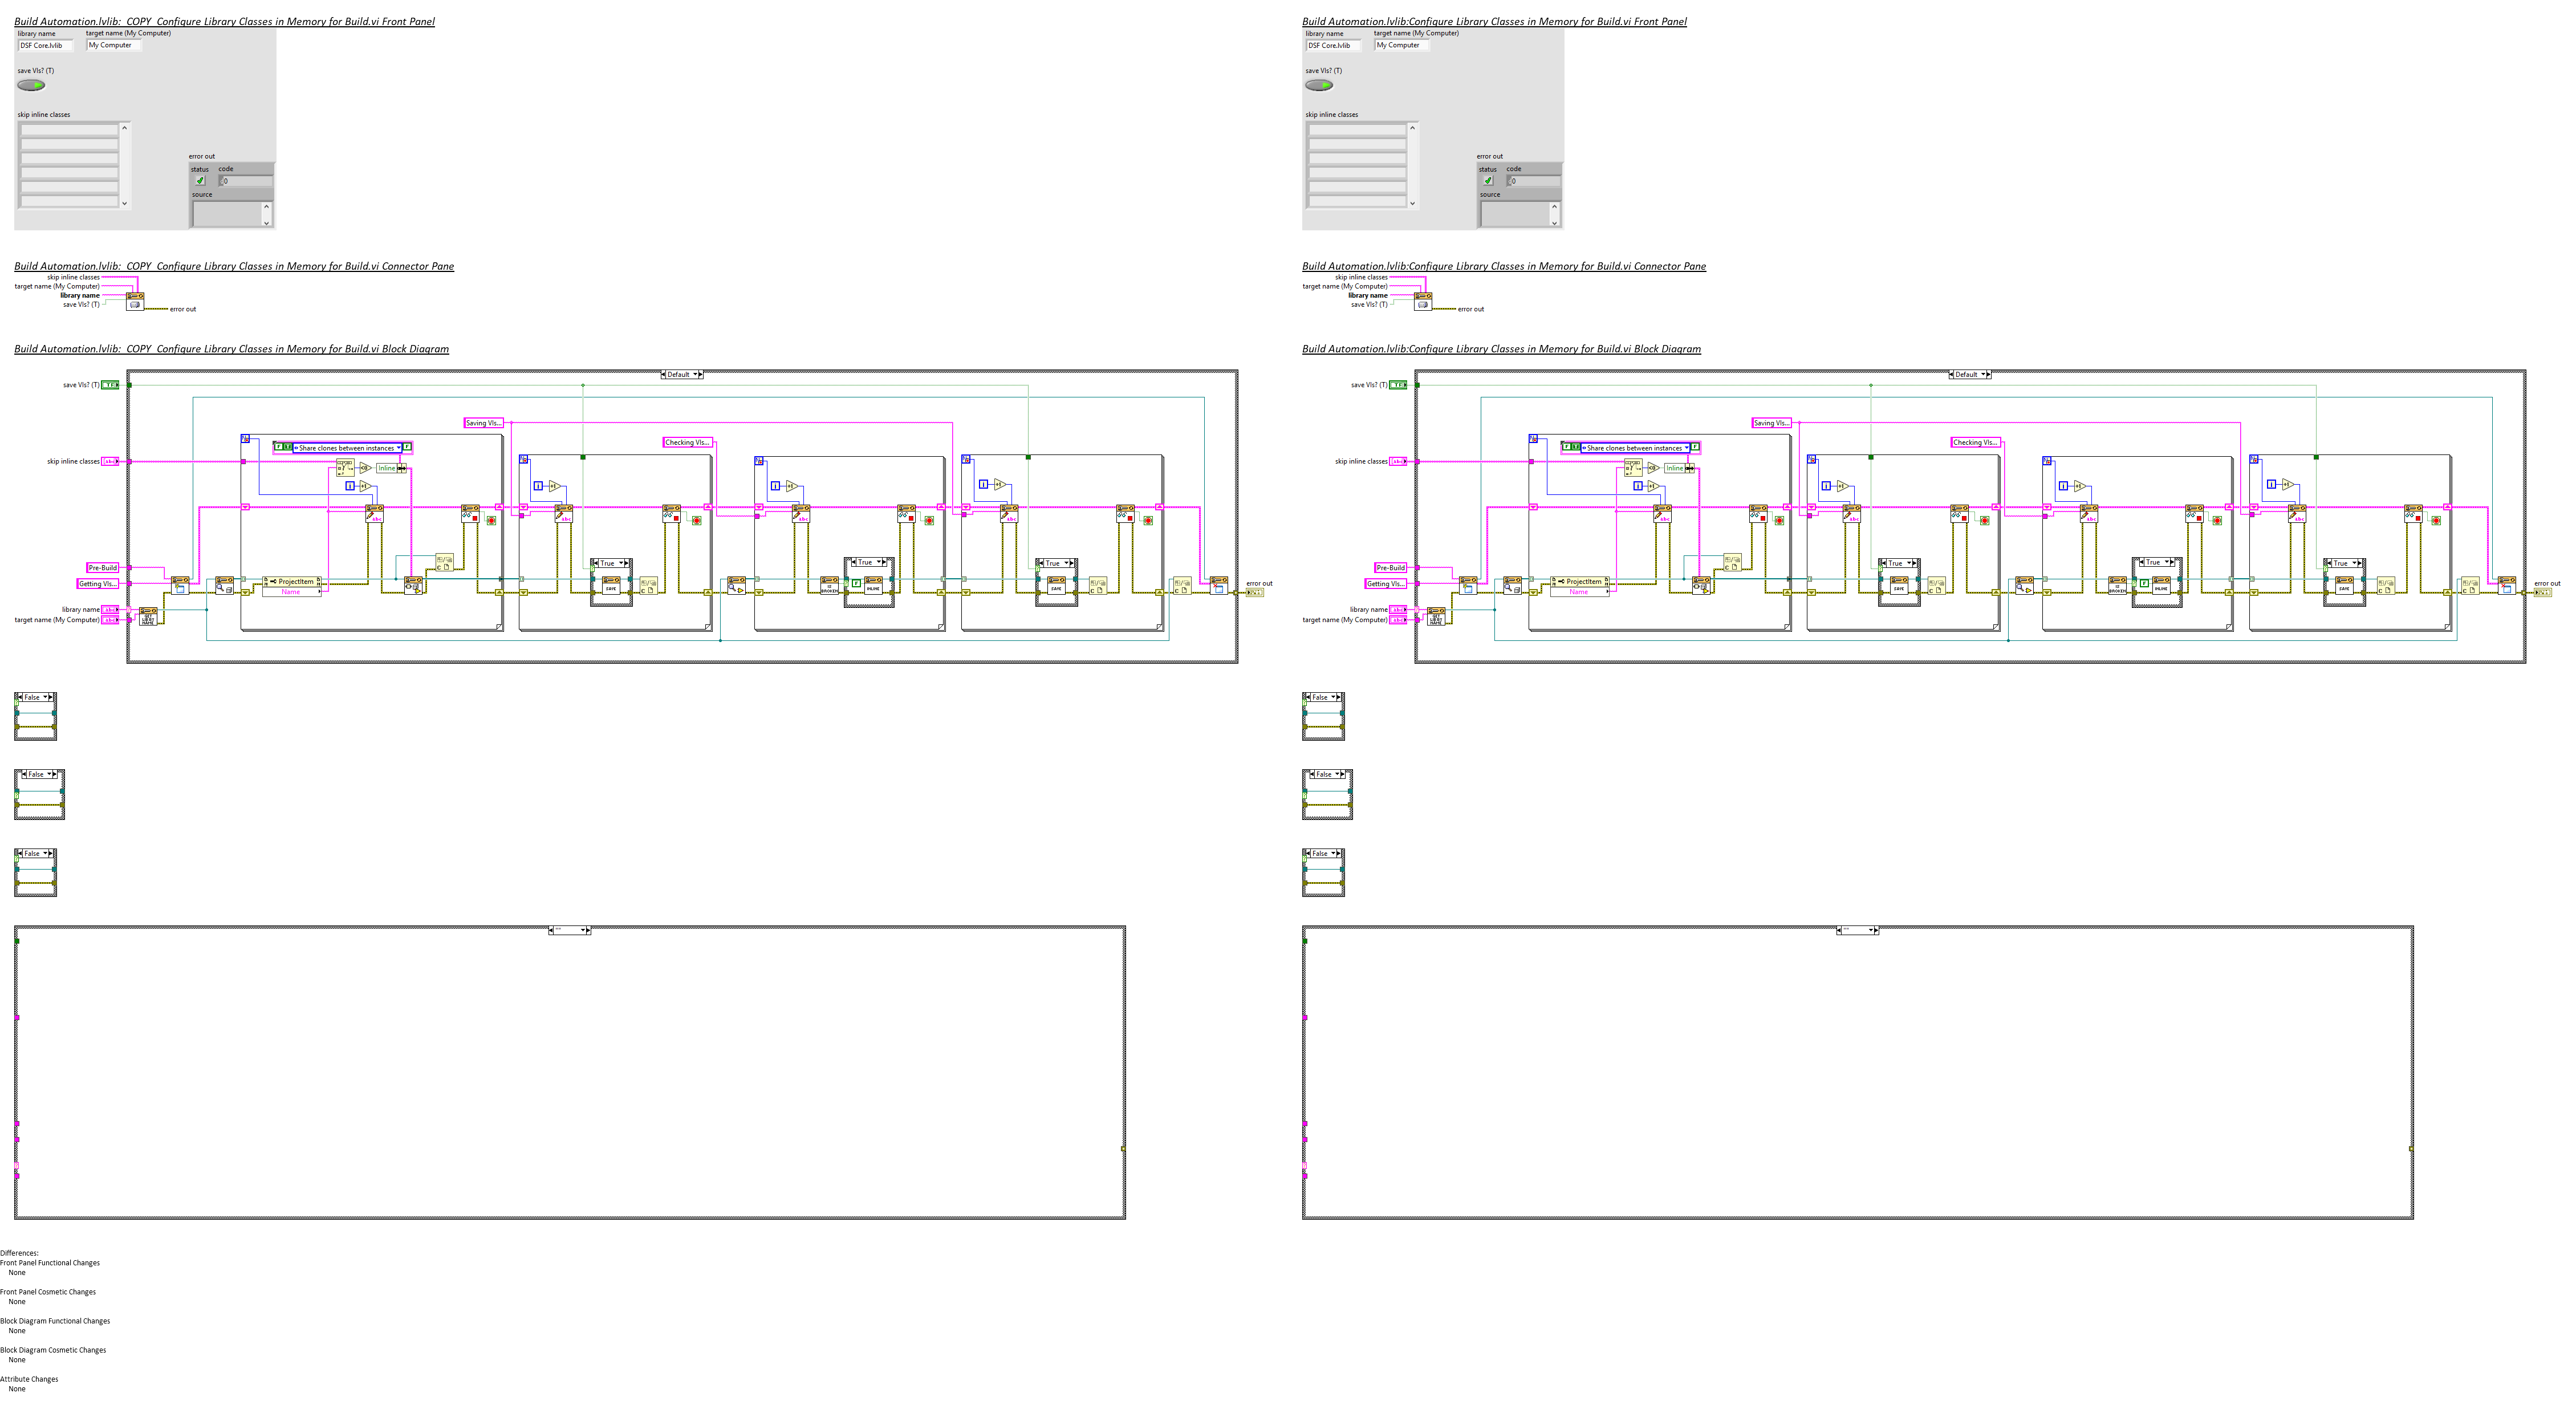 Build Automation.lvlib:  COPY  Configure Library Classes in Memory for Build.vi Front Panel
library name
target name (My Computer)
DSF Core.lvlib
My Computer
save VIs? (T)
skip inline classes
error out
status
code
0
source
Build Automation.lvlib:  COPY  Configure Library Classes in Memory for Build.vi Connector Pane
skip inline classes
target name (My Computer)
library name
save VIs? (T)
error out
Build Automation.lvlib:  COPY  Configure Library Classes in Memory for Build.vi Block Diagram
Default
save VIs? (T)
Saving VIs...
Share clones between instances
Checking VIs...
skip inline classes
Inline
Pre-Build
Getting VIs...
ProjectItem
Name
True
True
True
error out
library name
target name (My Computer)
False
False
False
""
Build Automation.lvlib:Configure Library Classes in Memory for Build.vi Front Panel
library name
target name (My Computer)
DSF Core.lvlib
My Computer
save VIs? (T)
skip inline classes
error out
status
code
0
source
Build Automation.lvlib:Configure Library Classes in Memory for Build.vi Connector Pane
skip inline classes
target name (My Computer)
library name
save VIs? (T)
error out
Build Automation.lvlib:Configure Library Classes in Memory for Build.vi Block Diagram
Default
save VIs? (T)
Saving VIs...
Share clones between instances
Checking VIs...
skip inline classes
Inline
Pre-Build
Getting VIs...
ProjectItem
Name
True
True
True
error out
library name
target name (My Computer)
False
False
False
""
Differences:
Front Panel Functional Changes
None
Front Panel Cosmetic Changes
None
Block Diagram Functional Changes
None
Block Diagram Cosmetic Changes
None
Attribute Changes
None